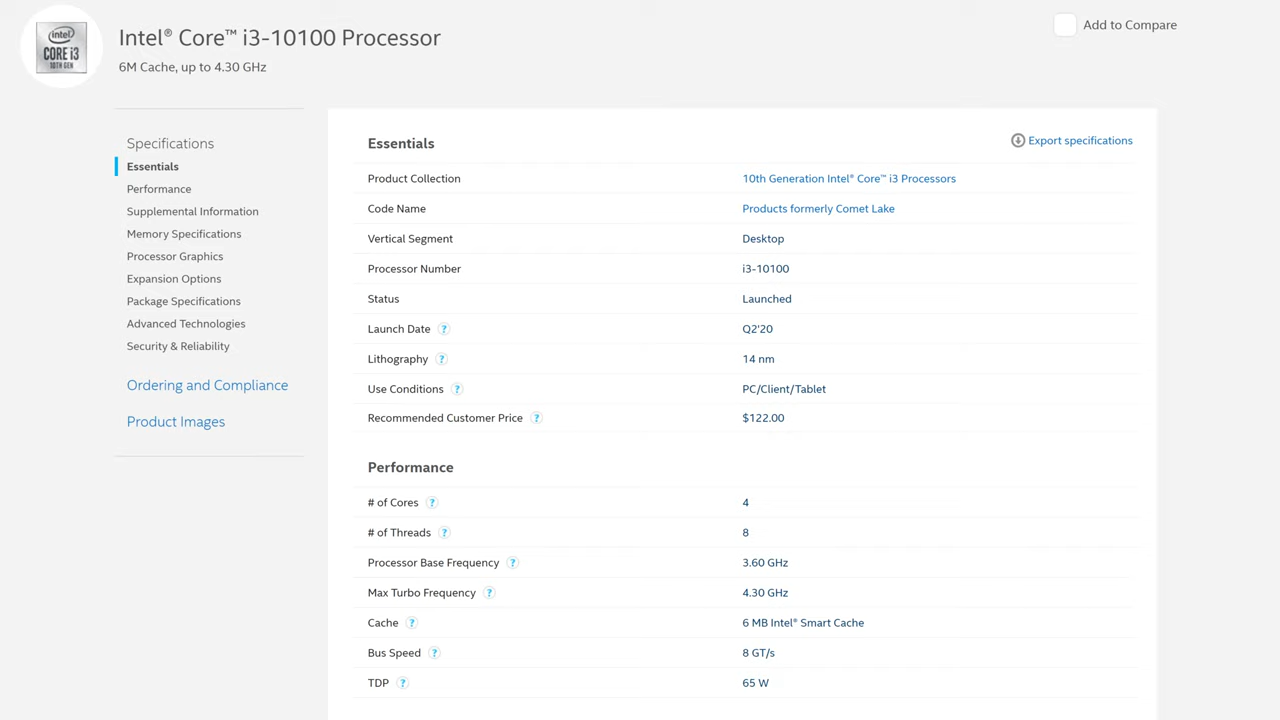 intel
CORE i3
10TH GEN
Intel® Core™ i3-10100 Processor
6M Cache, up to 4.30 GHz
Add to Compare
Specifications
Essentials
Performance
Supplemental Information
Memory Specifications
Processor Graphics
Expansion Options
Package Specifications
Advanced Technologies
Security & Reliability
Ordering and Compliance
Product Images
Essentials
Export specifications
Product Collection 10th Generation Intel® Core™ i3 Processors
Code Name Products formerly Comet Lake
Vertical Segment Desktop
Processor Number i3-10100
Status Launched
Launch Date ? Q2'20
Lithography ? 14 nm
Use Conditions ? PC/Client/Tablet
Recommended Customer Price ? $122.00
Performance
# of Cores ? 4
# of Threads ? 8
Processor Base Frequency ? 3.60 GHz
Max Turbo Frequency ? 4.30 GHz
Cache ? 6 MB Intel® Smart Cache
Bus Speed ? 8 GT/s
TDP ? 65 W